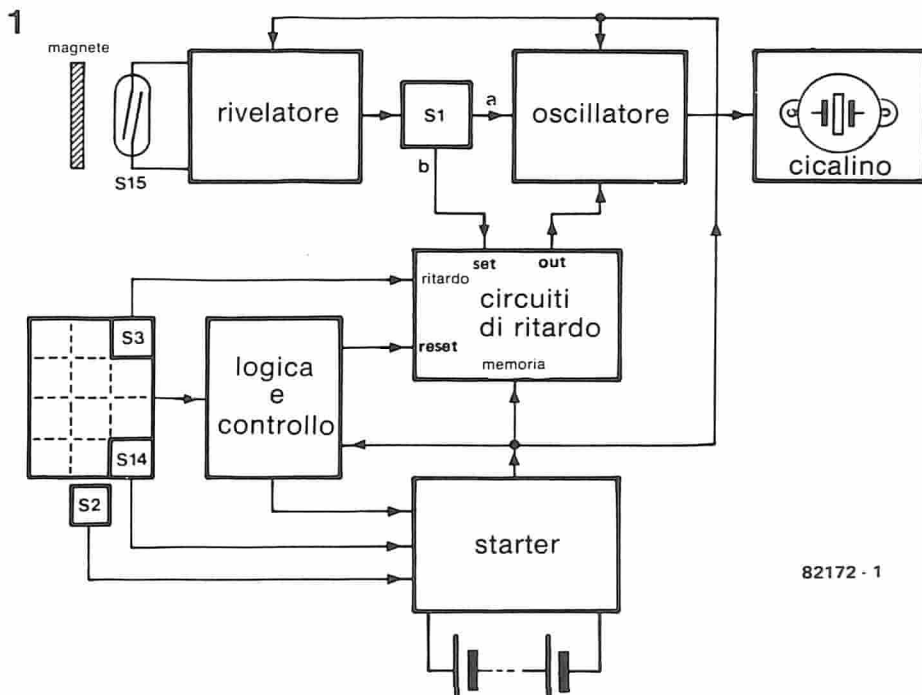 1
magnete
S15
rivelatore
S1
a
b
oscillatore
cicalino
set
out
ritardo
circuiti
di ritardo
reset
memoria
S3
S14
S2
logica
e
controllo
starter
82172 - 1